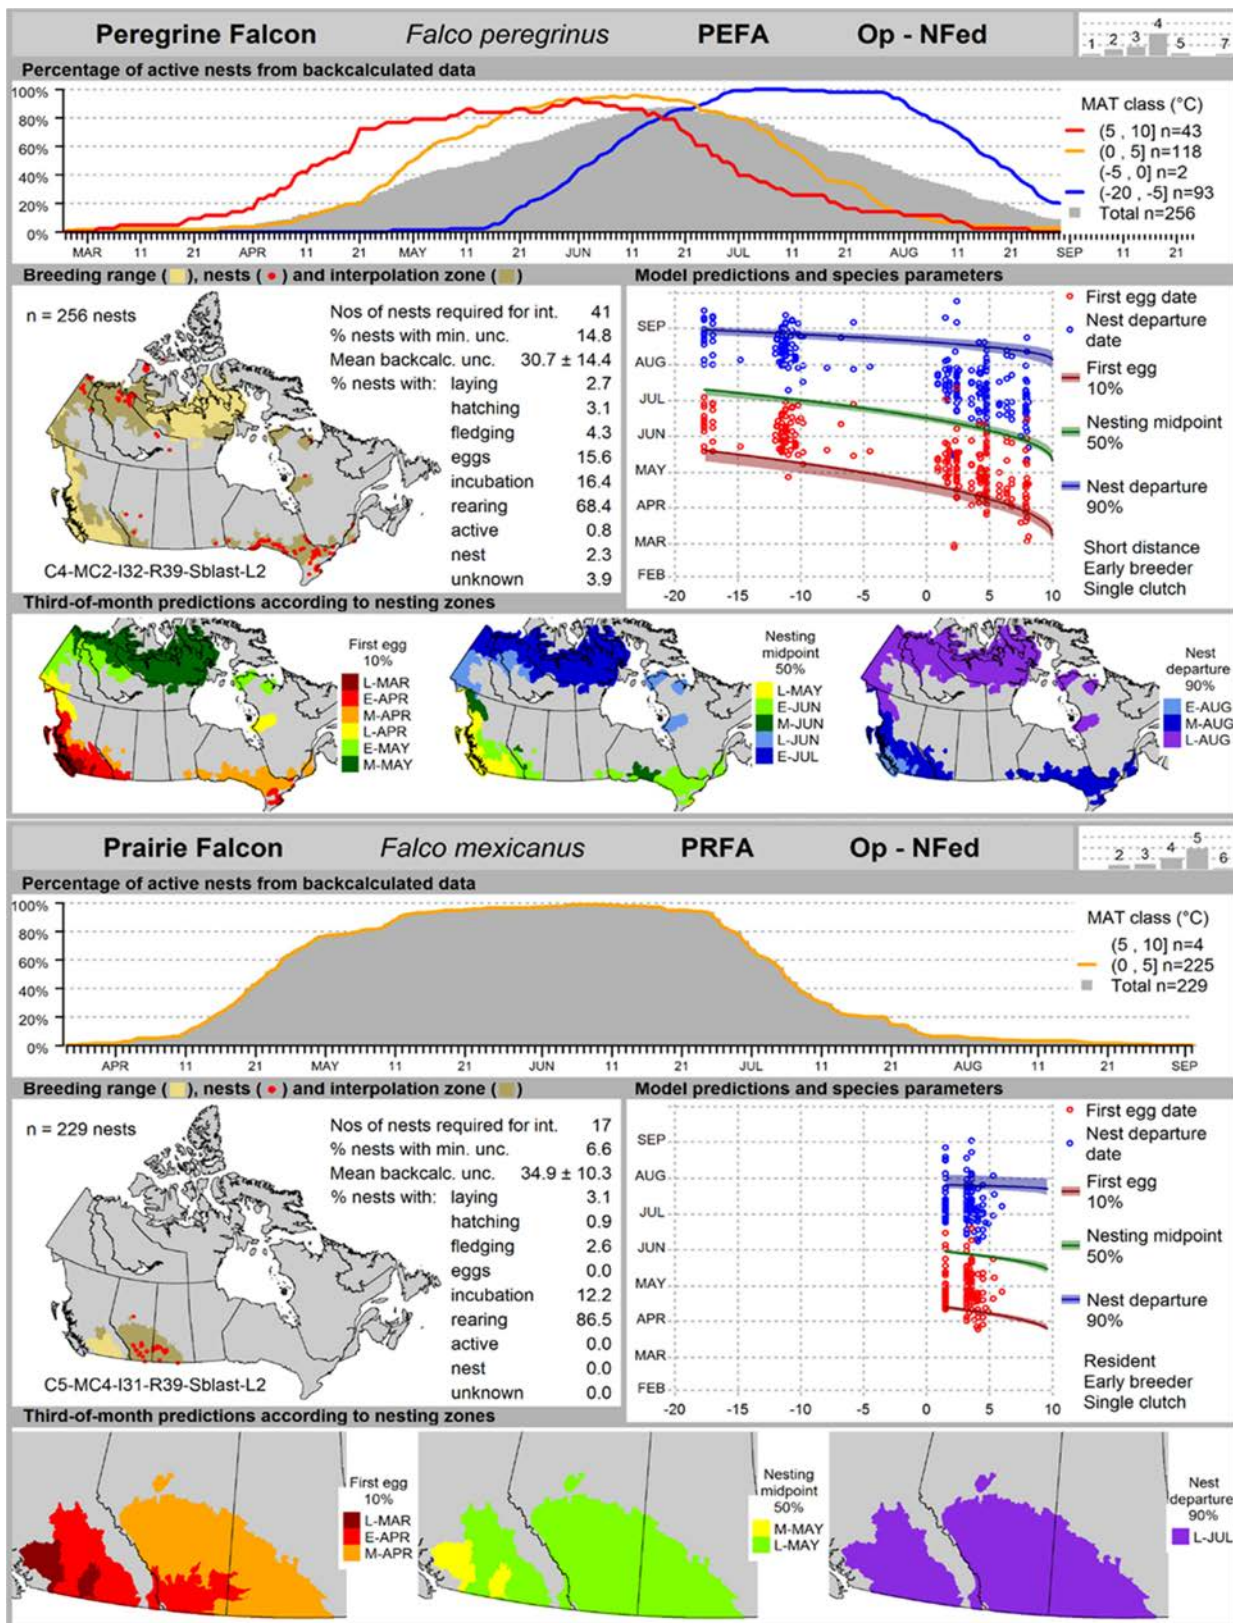 Peregrine Falcon Falco peregrinus PEFA Op - NFed
1 2 3 4 5 7
Percentage of active nests from backcalculated data
100%
80%
60%
40%
20%
0%
MAR 11 21 APR 11 21 MAY 11 21 JUN 11 21 JUL 11 21 AUG 11 21 SEP 11 21
MAT class (°C)
(5 , 10] n=43
(0 , 5] n=118
(-5 , 0] n=2
(-20 , -5] n=93
Total n=256
Breeding range ( ), nests ( ) and interpolation zone ( )
n = 256 nests
Nos of nests required for int. 41
% nests with min. unc. 14.8
Mean backcalc. unc. 30.7 ± 14.4
% nests with: laying 2.7
hatching 3.1
fledging 4.3
eggs 15.6
incubation 16.4
rearing 68.4
active 0.8
nest 2.3
unknown 3.9
C4-MC2-I32-R39-Sblast-L2
Model predictions and species parameters
SEP
AUG
JUL
JUN
MAY
APR
MAR
FEB
-20 -15 -10 -5 0 5 10
First egg date
Nest departure
date
First egg
10%
Nesting midpoint
50%
Nest departure
90%
Short distance
Early breeder
Single clutch
Third-of-month predictions according to nesting zones
First egg
10%
L-MAR
E-APR
M-APR
L-APR
E-MAY
M-MAY
Nesting
midpoint
50%
L-MAY
E-JUN
M-JUN
L-JUN
E-JUL
Nest
departure
90%
E-AUG
M-AUG
L-AUG
Prairie Falcon Falco mexicanus PRFA Op - NFed
2 3 4 5 6
Percentage of active nests from backcalculated data
100%
80%
60%
40%
20%
0%
APR 11 21 MAY 11 21 JUN 11 21 JUL 11 21 AUG 11 21 SEP
MAT class (°C)
(5 , 10] n=4
(0 , 5] n=225
Total n=229
Breeding range ( ), nests ( ) and interpolation zone ( )
n = 229 nests
Nos of nests required for int. 17
% nests with min. unc. 6.6
Mean backcalc. unc. 34.9 ± 10.3
% nests with: laying 3.1
hatching 0.9
fledging 2.6
eggs 0.0
incubation 12.2
rearing 86.5
active 0.0
nest 0.0
unknown 0.0
C5-MC4-I31-R39-Sblast-L2
Model predictions and species parameters
SEP
AUG
JUL
JUN
MAY
APR
MAR
FEB
-20 -15 -10 -5 0 5 10
First egg date
Nest departure
date
First egg
10%
Nesting midpoint
50%
Nest departure
90%
Resident
Early breeder
Single clutch
Third-of-month predictions according to nesting zones
First egg
10%
L-MAR
E-APR
M-APR
Nesting
midpoint
50%
M-MAY
L-MAY
Nest
departure
90%
L-JUL